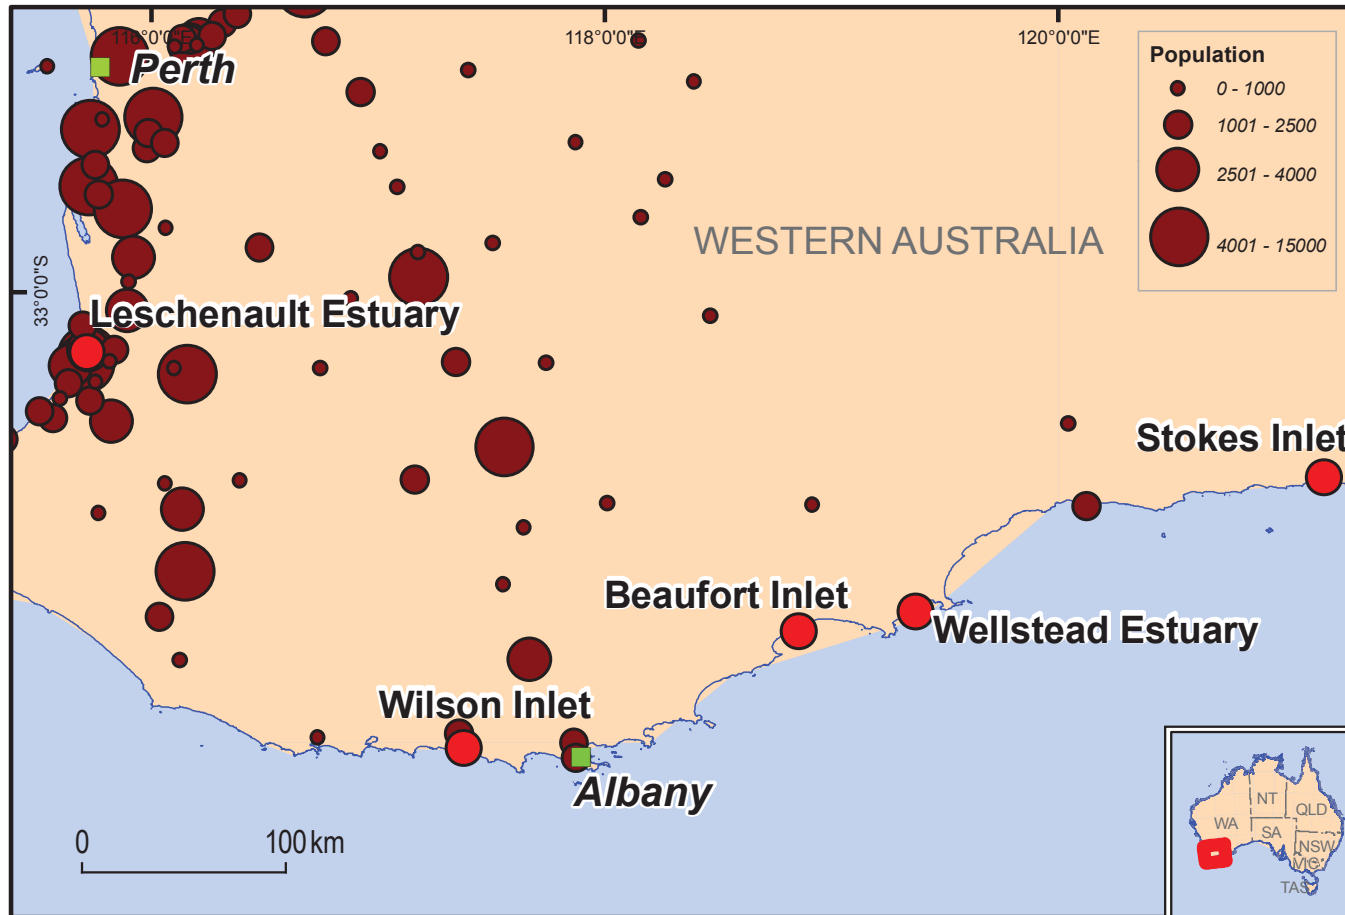 116°0'0"E
118°0'0"E
120°0'0"E
Perth
Population
0 - 1000
1001 - 2500
2501 - 4000
4001 - 15000
WESTERN AUSTRALIA
33°0'0"S
Leschenault Estuary
Stokes Inlet
Beaufort Inlet
Wellstead Estuary
Wilson Inlet
Albany
0 100 km
NT
QLD
WA
SA
NSW
VIC
TAS